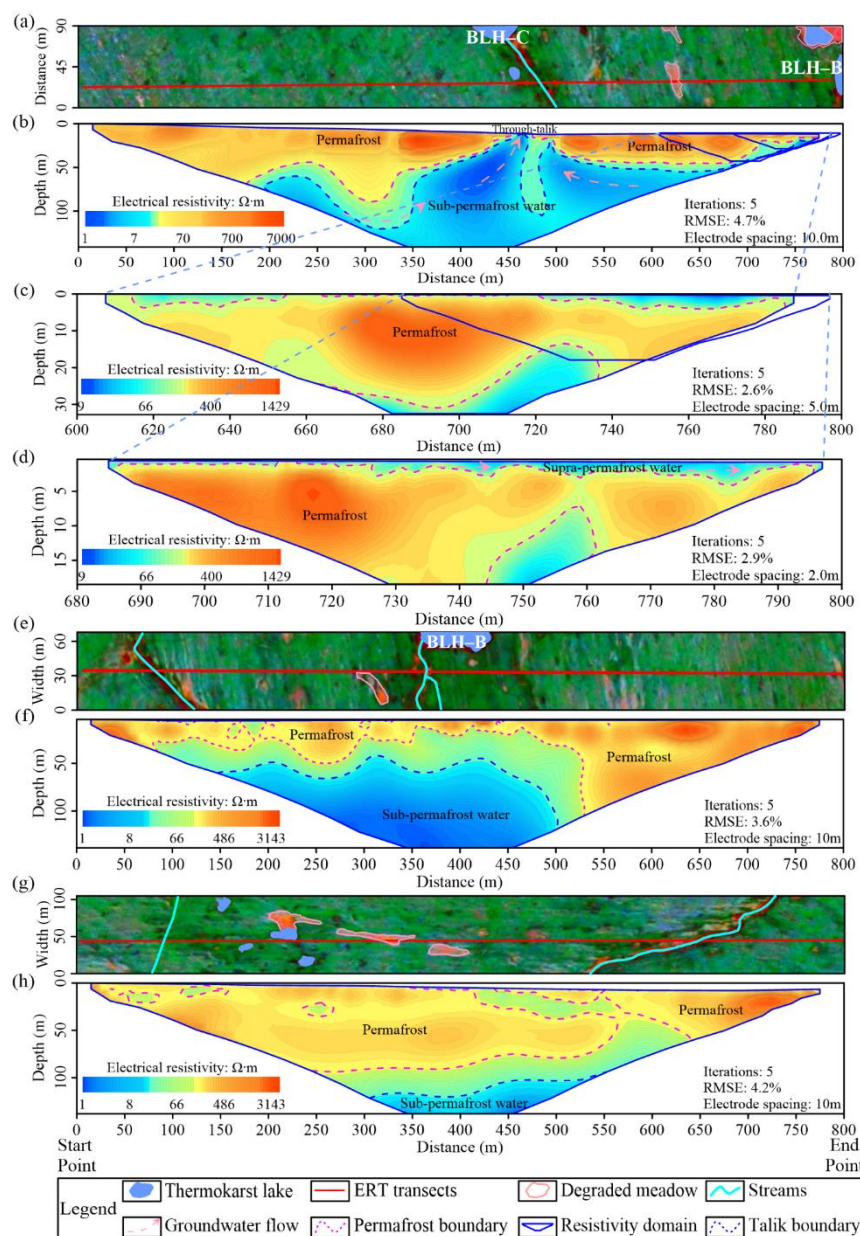 (a)
90
45
0
Distance (m)
BLH-C
BLH-B
(b)
0
50
100
Depth (m)
Through-talik
Permafrost
Permafrost
Electrical resistivity: Ω·m
1 7 70 700 7000
Sub-permafrost water
Iterations: 5
RMSE: 4.7%
Electrode spacing: 10.0m
0 50 100 150 200 250 300 350 400 450 500 550 600 650 700 750 800
Distance (m)
(c)
0
10
20
30
Depth (m)
Permafrost
Electrical resistivity: Ω·m
9 66 400 1429
Iterations: 5
RMSE: 2.6%
Electrode spacing: 5.0m
600 620 640 660 680 700 720 740 760 780 800
Distance (m)
(d)
5
10
15
Depth (m)
Supra-permafrost water
Permafrost
Electrical resistivity: Ω·m
9 66 400 1429
Iterations: 5
RMSE: 2.9%
Electrode spacing: 2.0m
680 690 700 710 720 730 740 750 760 770 780 790 800
Distance (m)
(e)
60
30
0
Width (m)
BLH-B
(f)
0
50
100
Depth (m)
Permafrost
Permafrost
Electrical resistivity: Ω·m
1 8 66 486 3143
Sub-permafrost water
Iterations: 5
RMSE: 3.6%
Electrode spacing: 10m
0 50 100 150 200 250 300 350 400 450 500 550 600 650 700 750 800
Distance (m)
(g)
100
50
00
Width (m)
(h)
0
50
100
Depth (m)
Permafrost
Permafrost
Electrical resistivity: Ω·m
1 8 66 486 3143
Sub-permafrost water
Iterations: 5
RMSE: 4.2%
Electrode spacing: 10m
0 50 100 150 200 250 300 350 400 450 500 550 600 650 700 750 800
Distance (m)
Start
Point
End
Point
Legend
Thermokarst lake
ERT transects
Degraded meadow
Streams
Groundwater flow
Permafrost boundary
Resistivity domain
Talik boundary